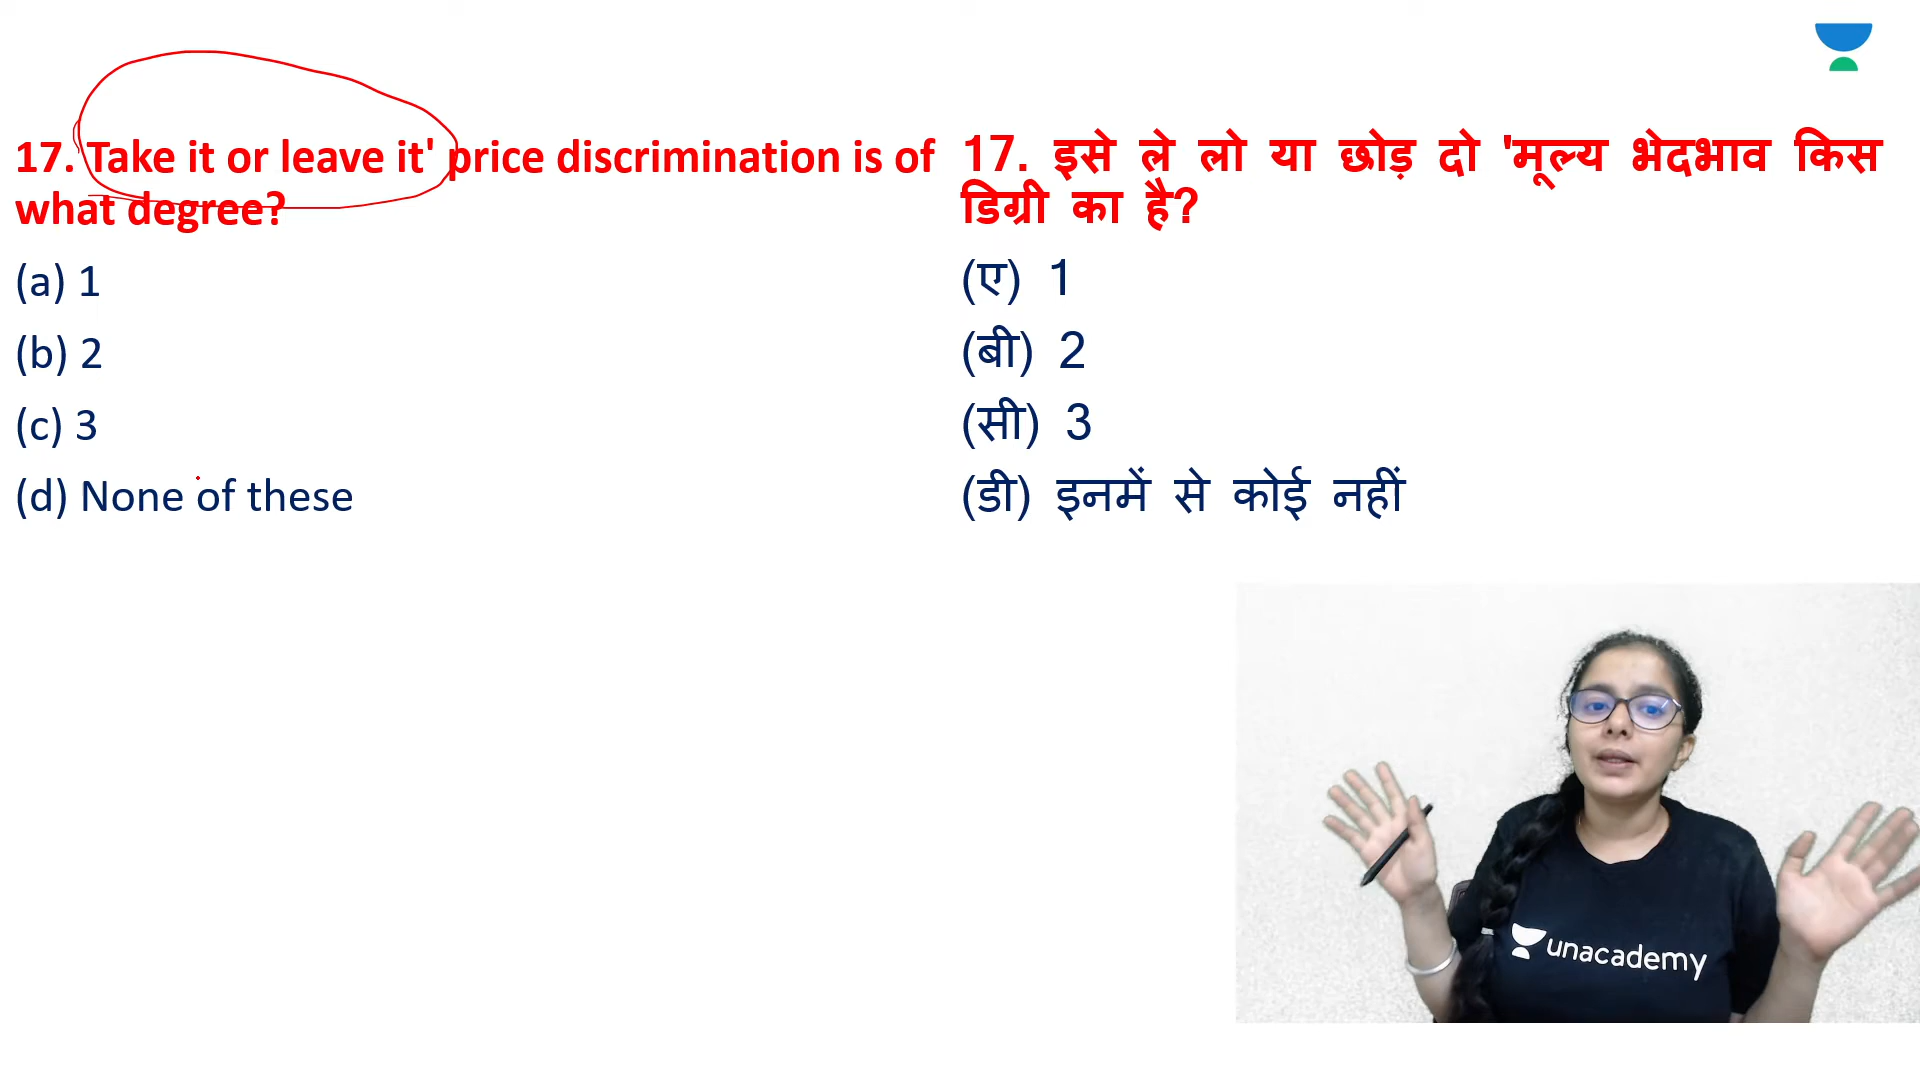 17. Take it or leave it' price discrimination is of
what degree?
(a) 1
(b) 2
(c) 3
(d) None of these
17. इसे ले लो या छोड़ दो 'मूल्य भेदभाव किस
डिग्री का है?
(ए) 1
(बी) 2
(सी) 3
(डी) इनमें से कोई नहीं
unacademy